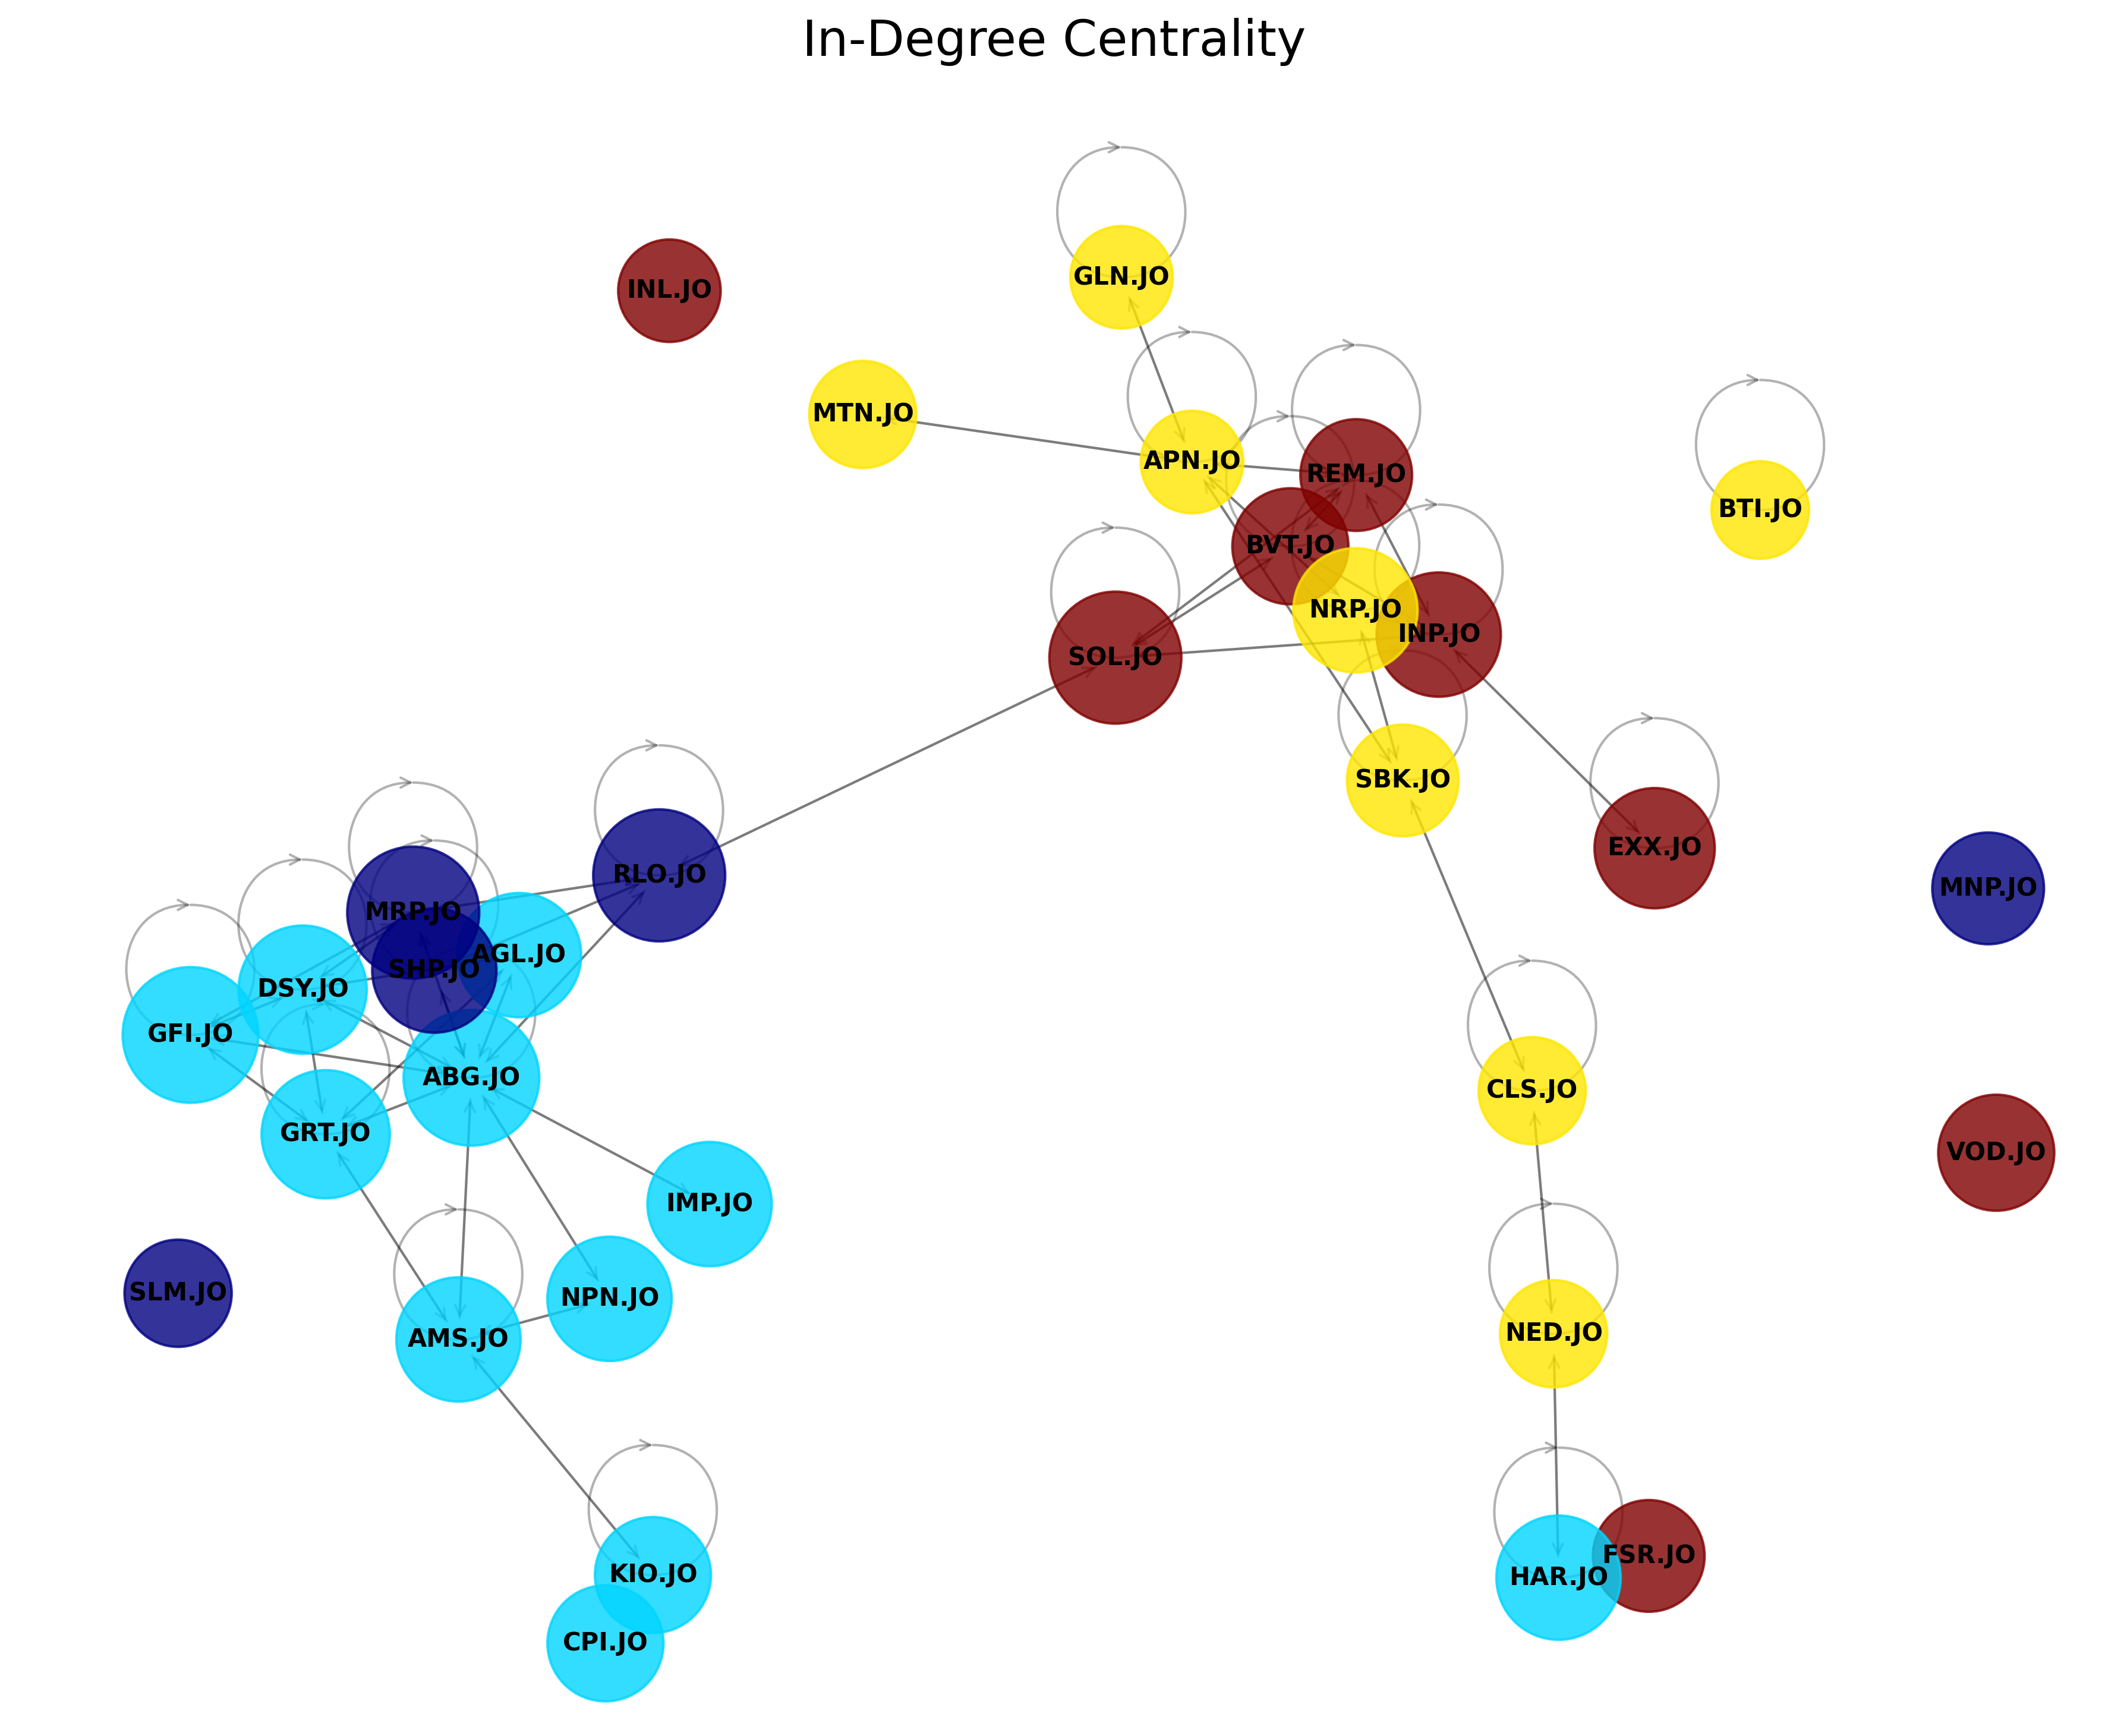 In-Degree Centrality
GLN.JO
INL.JO
MTN.JO
APN.JO
REM.JO
BTI.JO
BVT.JO
NRP.JO
INP.JO
SOL.JO
SBK.JO
EXX.JO
RLO.JO
MNP.JO
MRP.JO
AGL.JO
SHP.JO
DSY.JO
GFI.JO
ABG.JO
CLS.JO
GRT.JO
VOD.JO
IMP.JO
SLM.JO
NPN.JO
NED.JO
AMS.JO
FSR.JO
KIO.JO
HAR.JO
CPI.JO